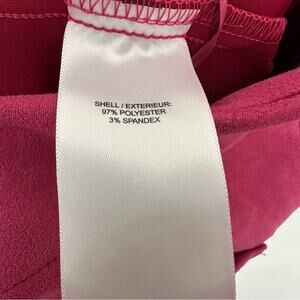 SHELL / EXTERIEUR:
97% POLYESTER
3% SPANDEX